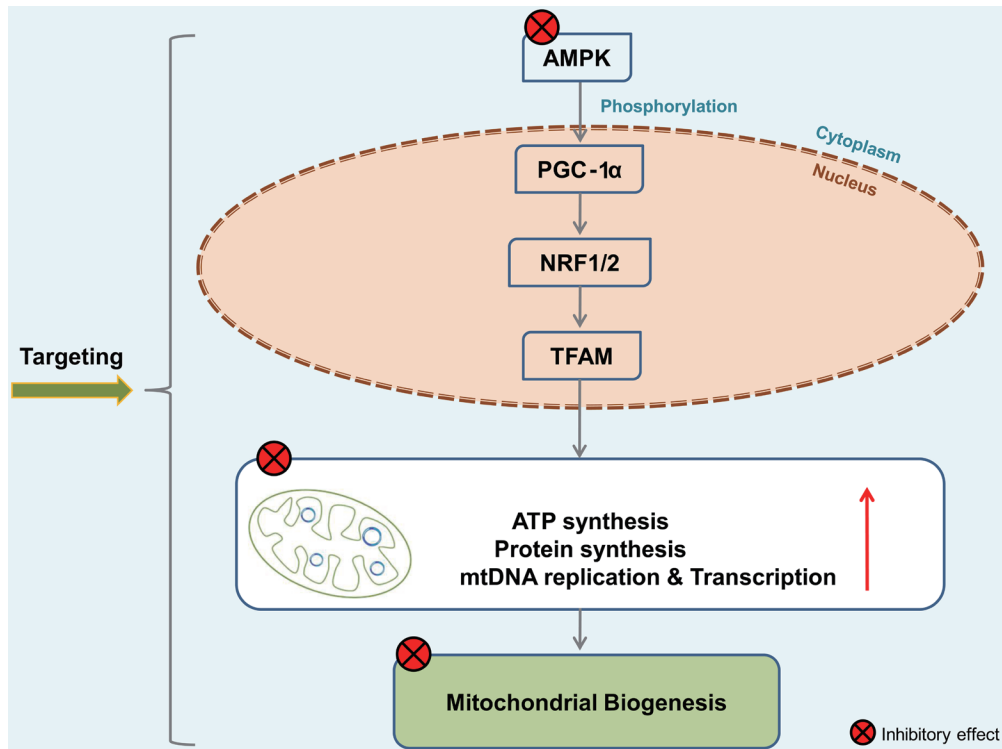 AMPK
Phosphorylation
Cytoplasm
Nucleus
PGC-1α
NRF1/2
TFAM
Targeting
ATP synthesis
Protein synthesis
mtDNA replication & Transcription
Mitochondrial Biogenesis
Inhibitory effect